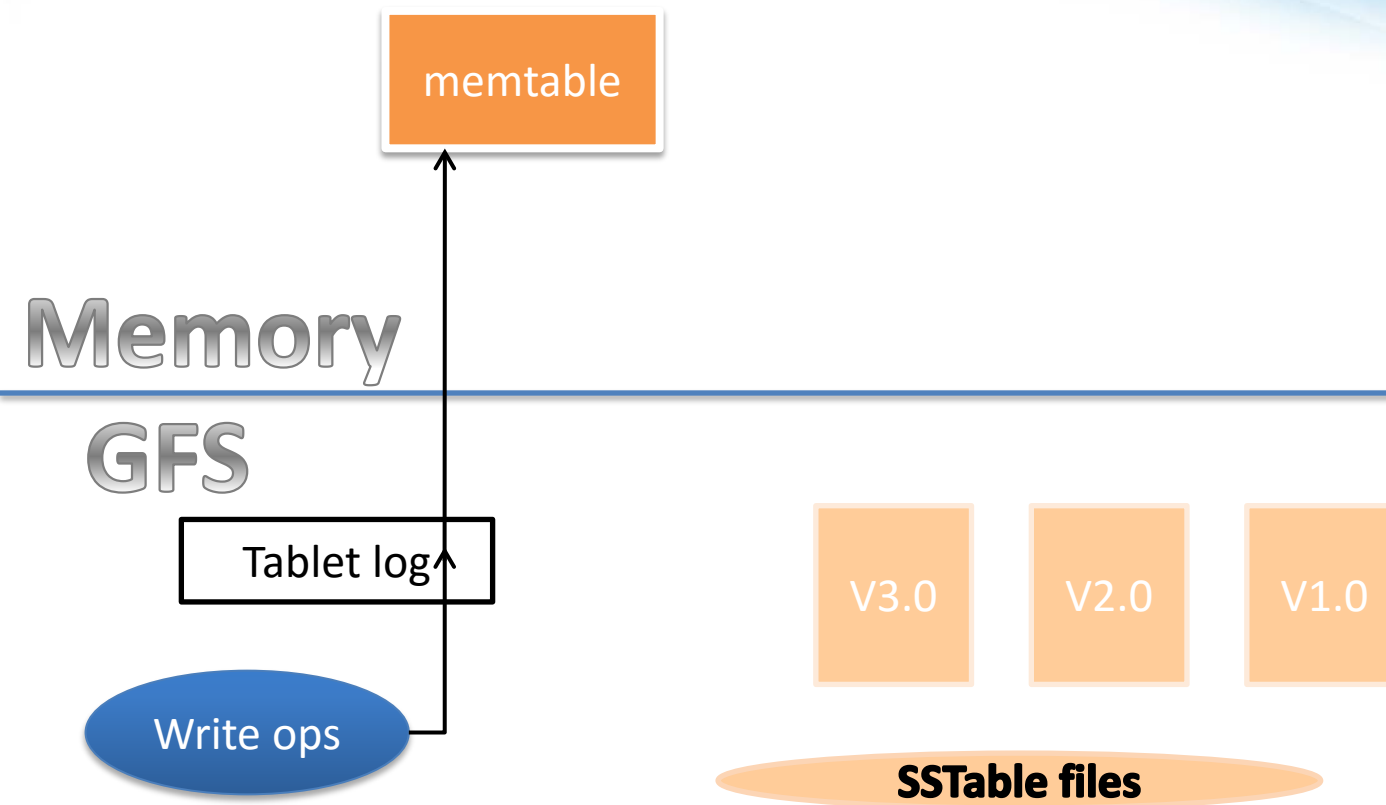 memtable
Memory
GFS
Tablet log
V3.0
V2.0
V1.0
Write ops
SSTable files